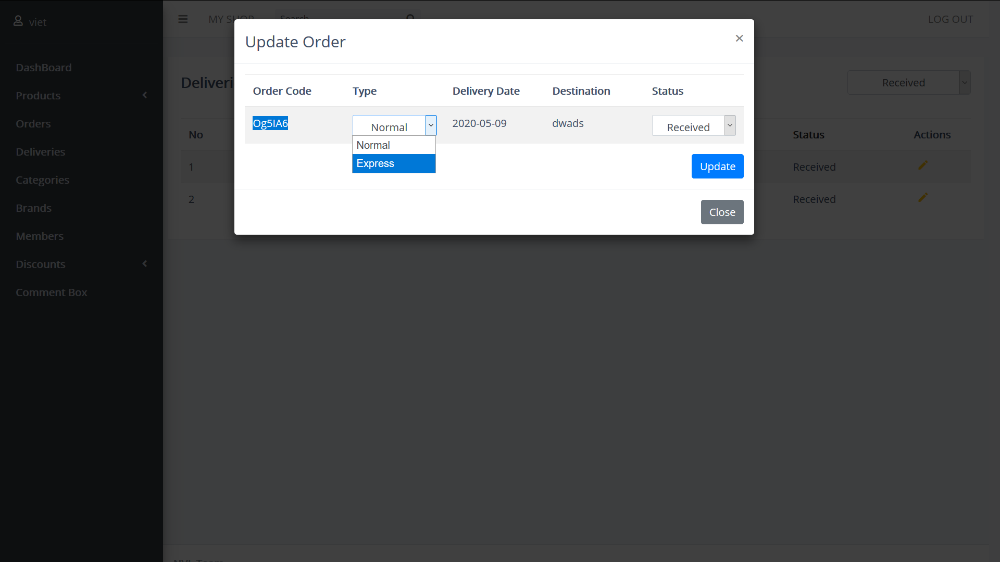 viet
MY SHOP Search LOG OUT
Update Order
×
DashBoard
Products
Orders
Deliveries
Categories
Brands
Members
Discounts
Comment Box
Deliveri
Received
Order Code Type Delivery Date Destination Status
Og5IA6 Normal 2020-05-09 dwads Received
Normal
Express
Update
Close
No Status Actions
1 Received
2 Received